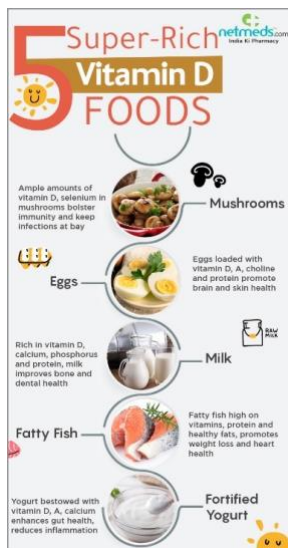 5 Super-Rich
Vitamin D
FOODS
netmeds.com
India Ki Pharmacy
Ample amounts of
vitamin D, selenium in
mushrooms bolster
immunity and keep
infections at bay
Mushrooms
Eggs
Eggs loaded with
vitamin D, A, choline
and protein promote
brain and skin health
Rich in vitamin D,
calcium, phosphorus
and protein, milk
improves bone and
dental health
RAW
MILK
Milk
Fatty Fish
Fatty fish high on
vitamins, protein and
healthy fats, promotes
weight loss and heart
health
Yogurt bestowed with
vitamin D, A, calcium
enhances gut health,
reduces inflammation
Fortified
Yogurt